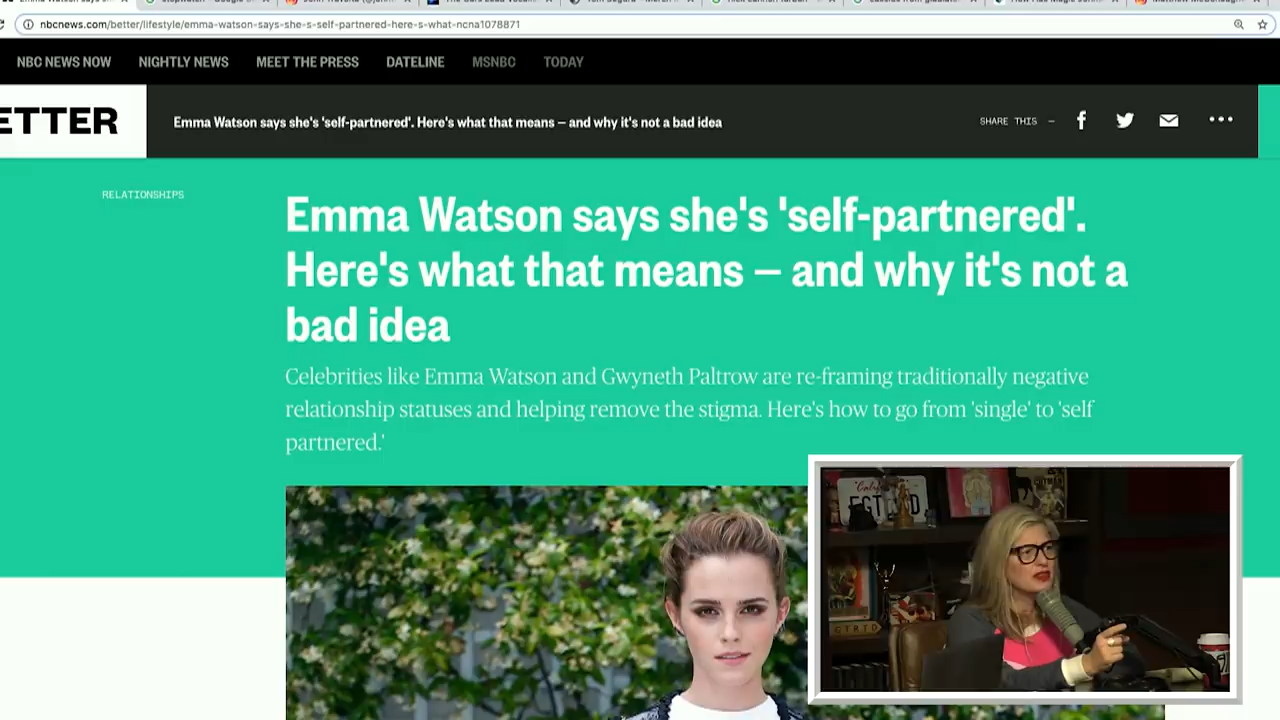 nbcnews.com/better/lifestyle/emma-watson-says-she-s-self-partnered-here-s-what-ncna1078871
NBC NEWS NOW NIGHTLY NEWS MEET THE PRESS DATELINE MSNBC TODAY
ETTER Emma Watson says she's 'self-partnered'. Here's what that means — and why it's not a bad idea SHARE THIS —
RELATIONSHIPS
Emma Watson says she's 'self-partnered'.
Here's what that means — and why it's not a
bad idea
Celebrities like Emma Watson and Gwyneth Paltrow are re-framing traditionally negative
relationship statuses and helping remove the stigma. Here's how to go from 'single' to 'self
partnered.'